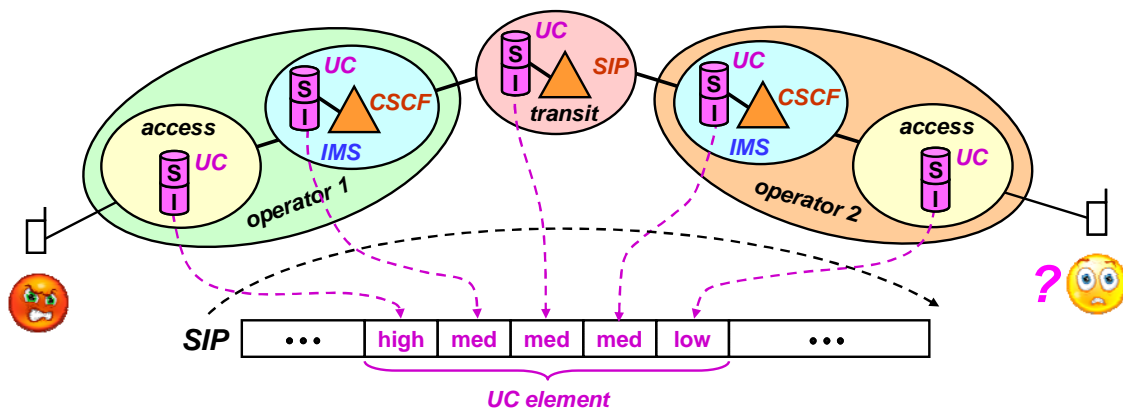 UC
S
I
SIP
transit
UC
S
I
CSCF
IMS
UC
S
I
CSCF
IMS
access
UC
S
I
operator 1
access
UC
S
I
operator 2
?
SIP
••• high med med med low •••
UC element